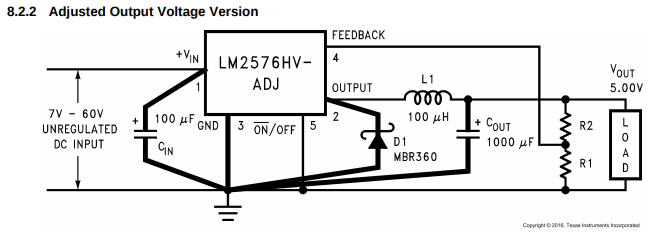 8.2.2 Adjusted Output Voltage Version
FEEDBACK
+VIN
LM2576HV-
ADJ
4
1
OUTPUT
L1
VOUT
5.00V
7V - 60V
UNREGULATED
DC INPUT
+
100 μF
CIN
GND
3
ON/OFF
5
2
100 μH
D1
MBR360
+
COUT
1000 μF
R2
R1
L
O
A
D
Copyright © 2016, Texas Instruments Incorporated